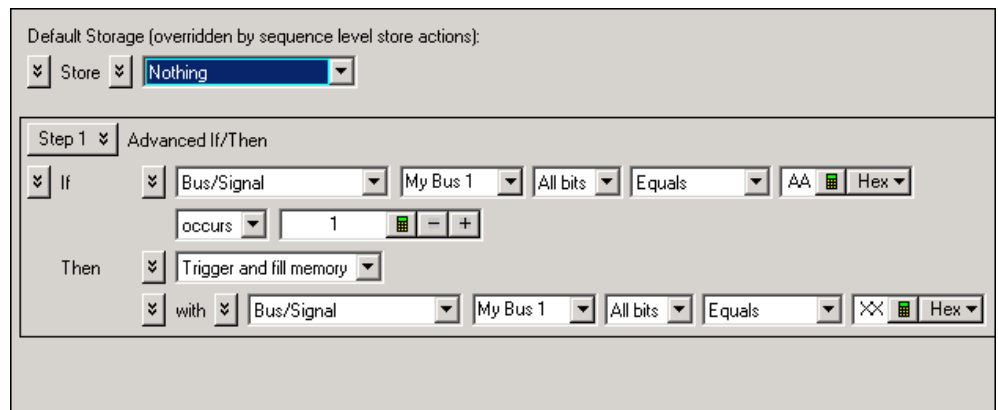 Default Storage (overridden by sequence level store actions):
Store Nothing
Step 1 Advanced If/Then
If Bus/Signal My Bus 1 All bits Equals AA Hex
occurs 1 − +
Then Trigger and fill memory
with Bus/Signal My Bus 1 All bits Equals XX Hex